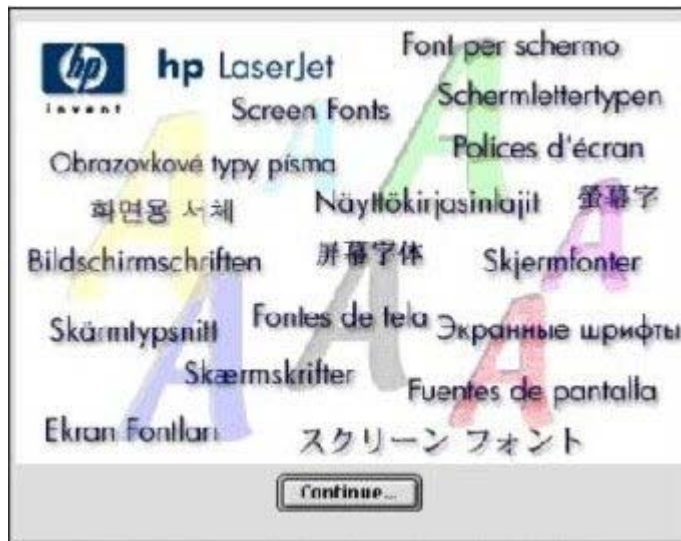 hp
invent
hp LaserJet
Font per schermo
Screen Fonts
Schermlettertypen
Obrazovkové typy písma
Polices d'écran
화면용 서체
Näyttökirjasinlajit
螢幕字
Bildschirmschriften
屏幕字体
Skjermfonter
Skärmtypsnitt
Fontes de tela
Экранные шрифты
Skærmskrifter
Fuentes de pantalla
Ekran Fontları
スクリーン フォント
Continue...